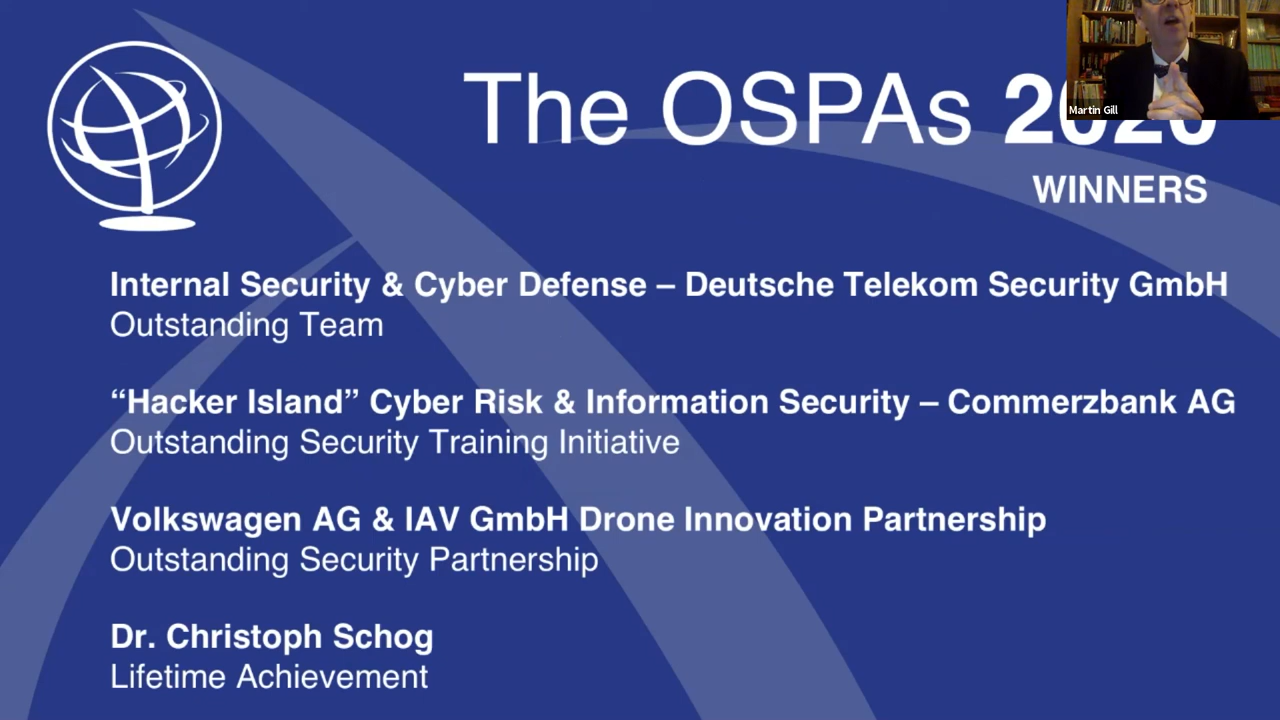 The OSPAs 2020
WINNERS
Martin Gill
Internal Security & Cyber Defense – Deutsche Telekom Security GmbH
Outstanding Team
“Hacker Island” Cyber Risk & Information Security – Commerzbank AG
Outstanding Security Training Initiative
Volkswagen AG & IAV GmbH Drone Innovation Partnership
Outstanding Security Partnership
Dr. Christoph Schog
Lifetime Achievement